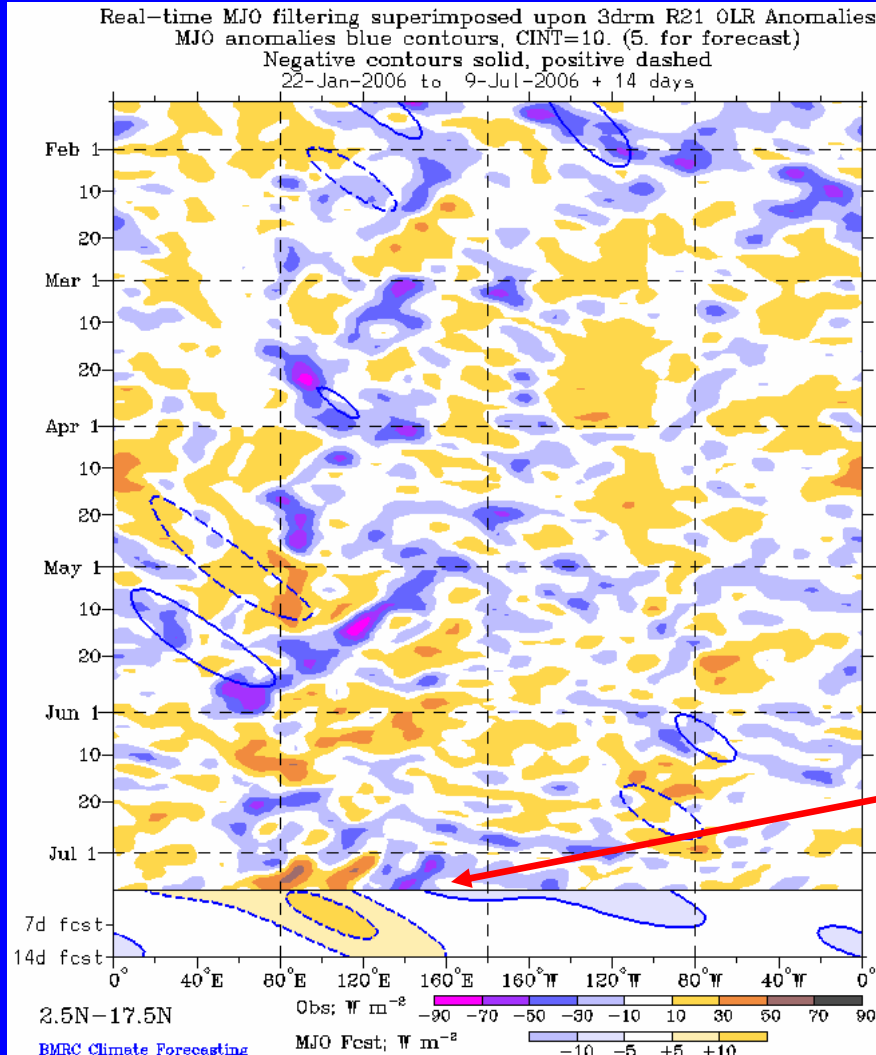 Real-time MJO filtering superimposed upon 3drm R21 OLR Anomalies
MJO anomalies blue contours, CINT=10. (5. for forecast)
Negative contours solid, positive dashed
22-Jan-2006 to 9-Jul-2006 + 14 days
Feb 1
10
20
Mar 1
10
20
Apr 1
10
20
May 1
10
20
Jun 1
10
20
Jul 1
7d fcst
14d fcst
0° 40°E 80°E 120°E 160°E 160°W 120°W 80°W 40°W 0°
2.5N-17.5N
Obs; W m⁻²
-90 -70 -50 -30 -10 10 30 50 70 90
BMRC Climate Forecasting
MJO Fcst; W m⁻²
-10 -5 +5 +10